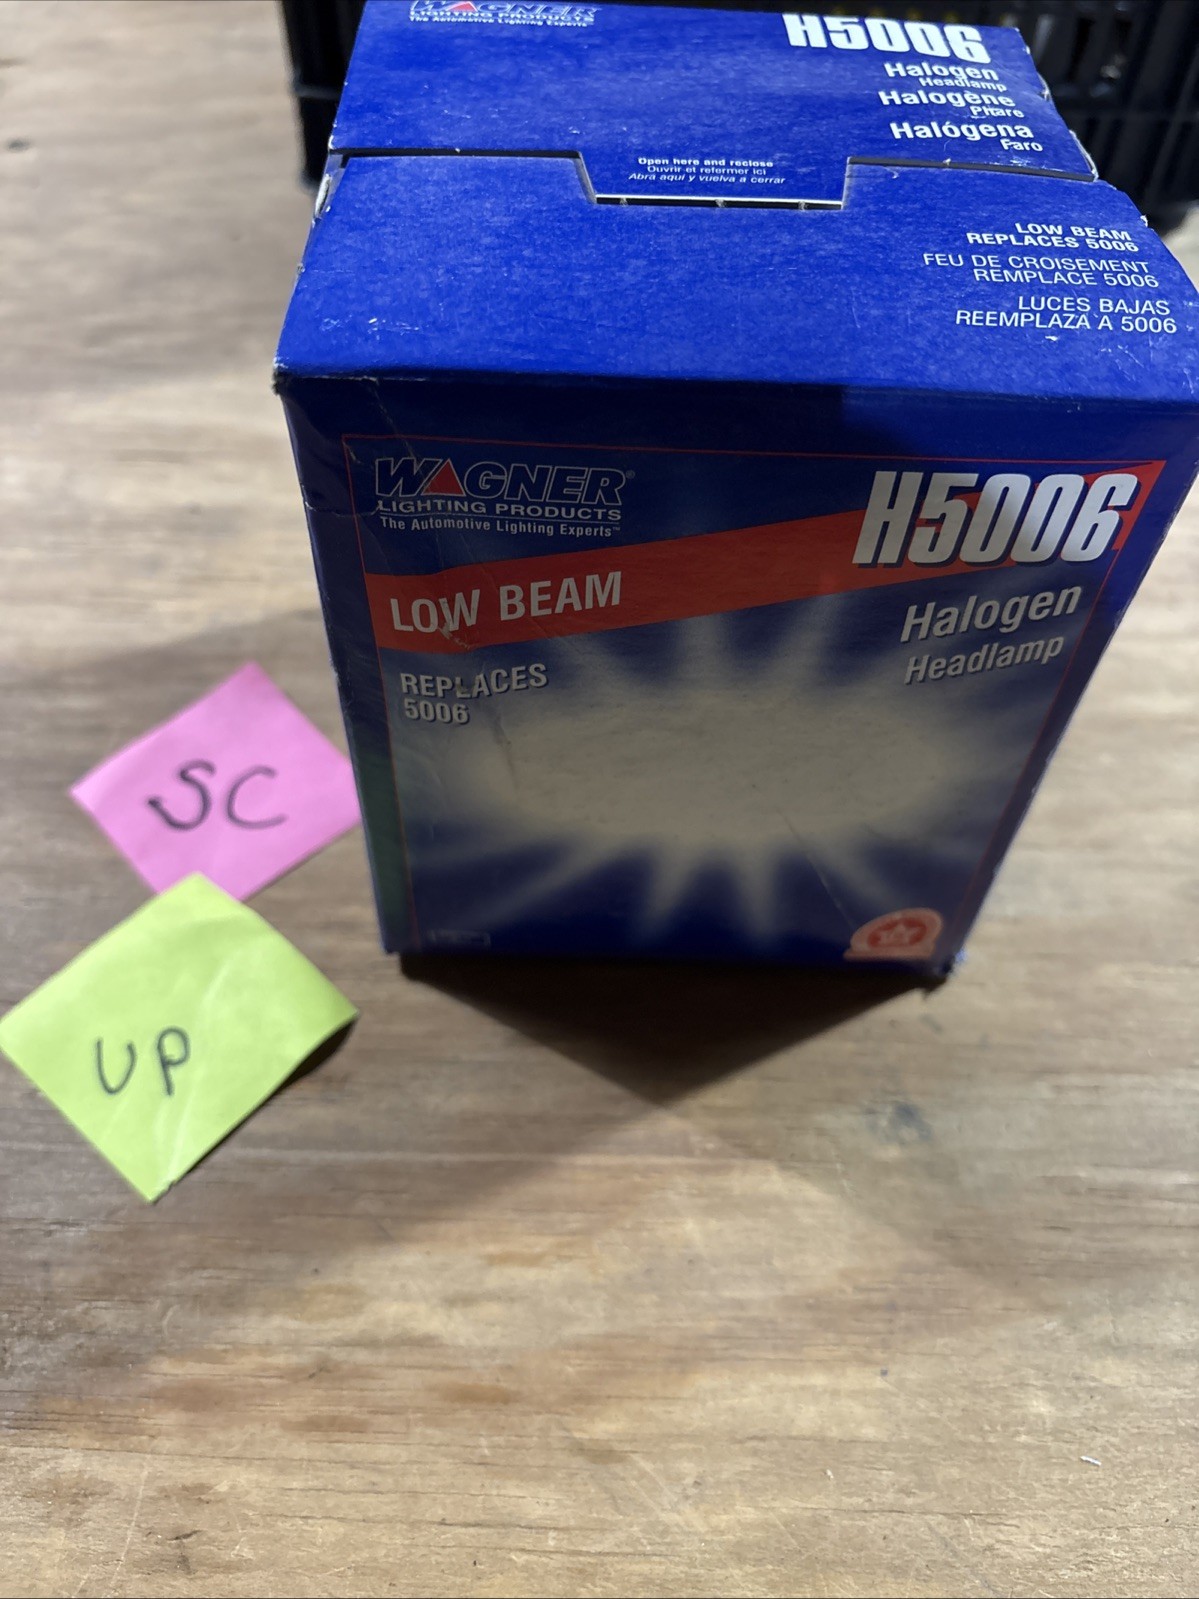 WAGNER
LIGHTING PRODUCTS
The Automotive Lighting Experts
H5006
Halogen
Headlamp
Halogène
Phare
Halógena
Faro
Open here and reclose
Ouvrir et refermer ici
Abra aquí y vuelva a cerrar
LOW BEAM
REPLACES 5006
FEU DE CROISEMENT
REMPLACE 5006
LUCES BAJAS
REEMPLAZA A 5006
WAGNER®
LIGHTING PRODUCTS
The Automotive Lighting Experts™
H5006
LOW BEAM
Halogen
Headlamp
REPLACES
5006
SC
UP